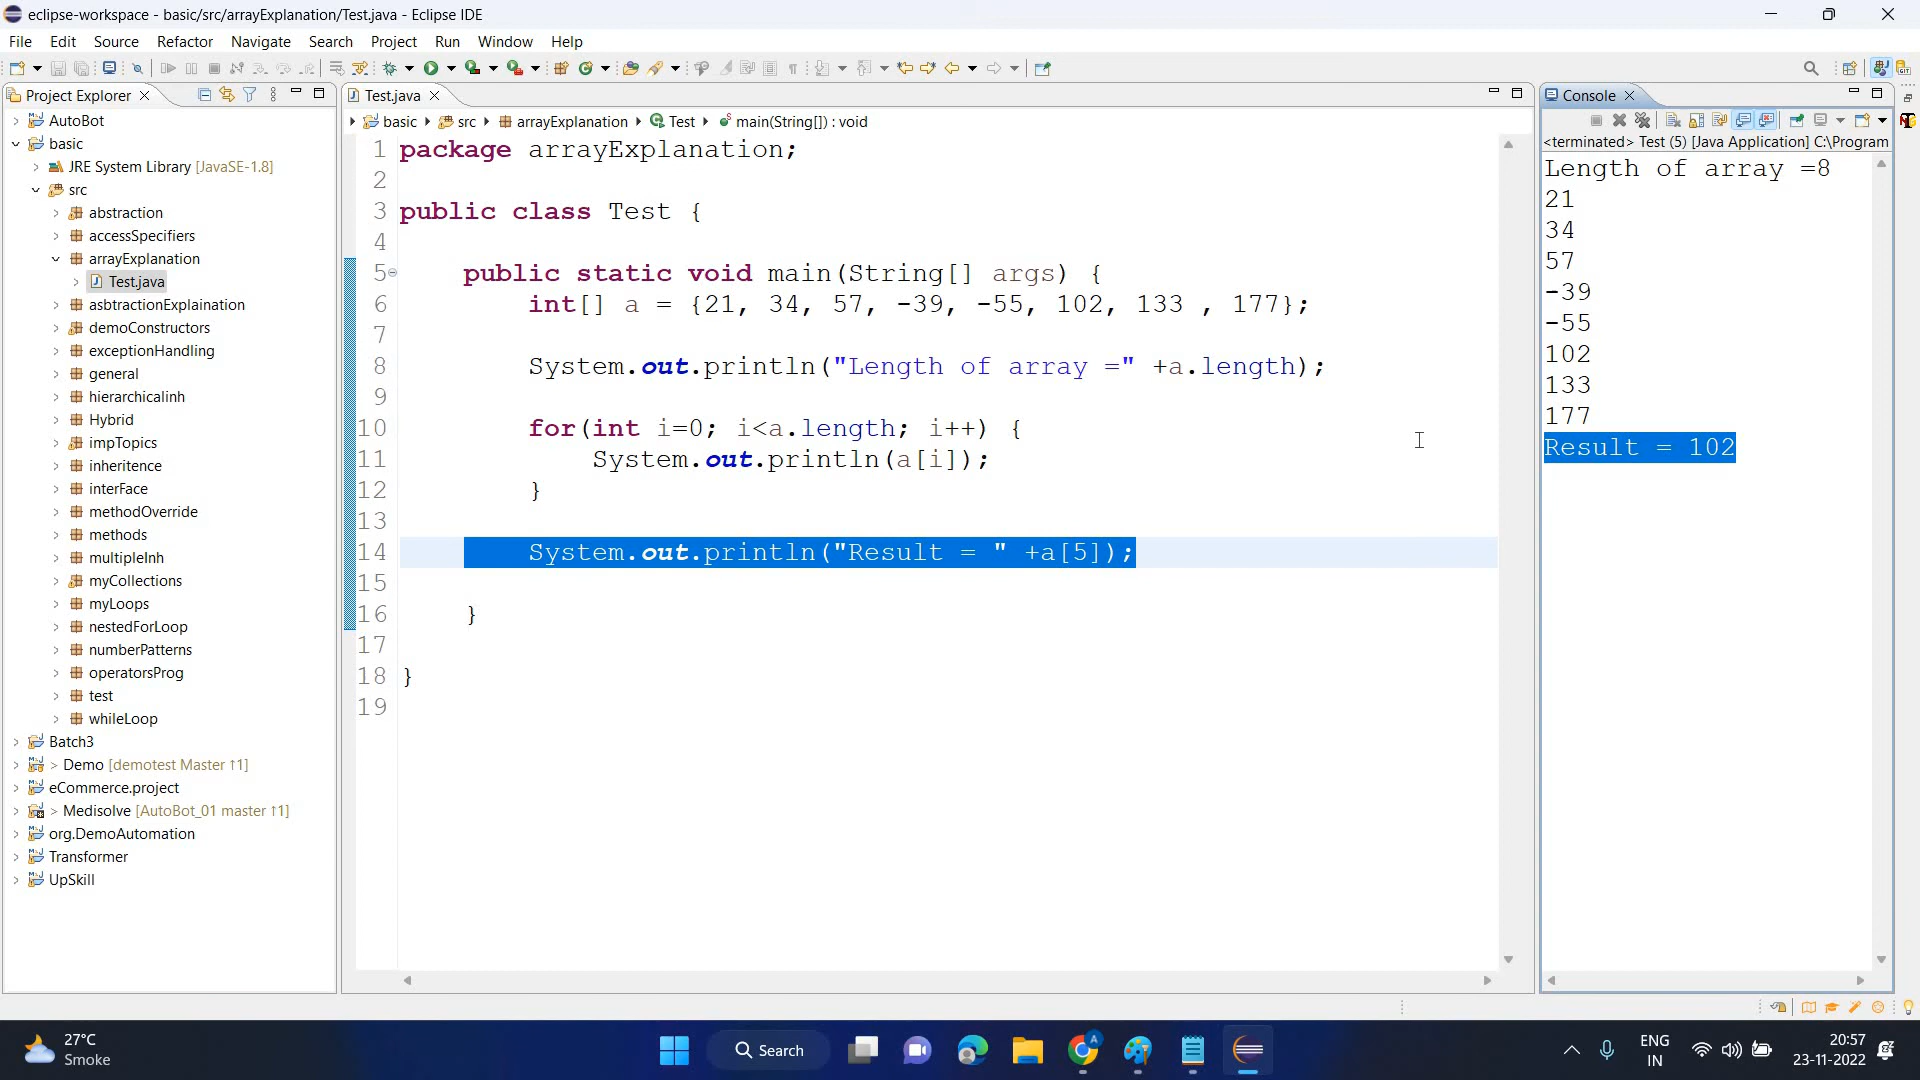 eclipse-workspace - basic/src/arrayExplanation/Test.java - Eclipse IDE
File Edit Source Refactor Navigate Search Project Run Window Help
Project Explorer
AutoBot
basic
JRE System Library [JavaSE-1.8]
src
abstraction
accessSpecifiers
arrayExplanation
Test.java
asbtractionExplaination
demoConstructors
exceptionHandling
general
hierarchicalinh
Hybrid
impTopics
inheritence
interFace
methodOverride
methods
multipleInh
myCollections
myLoops
nestedForLoop
numberPatterns
operatorsProg
test
whileLoop
Batch3
> Demo [demotest Master ↑1]
eCommerce.project
> Medisolve [AutoBot_01 master ↑1]
org.DemoAutomation
Transformer
UpSkill
Test.java
basic src arrayExplanation Test main(String[]) : void
1 package arrayExplanation;
2
3 public class Test {
4
5 public static void main(String[] args) {
6 int[] a = {21, 34, 57, -39, -55, 102, 133 , 177};
7
8 System.out.println("Length of array =" +a.length);
9
10 for(int i=0; i<a.length; i++) {
11 System.out.println(a[i]);
12 }
13
14 System.out.println("Result = " +a[5]);
15
16 }
17
18 }
19
Console
<terminated> Test (5) [Java Application] C:\Program
Length of array =8
21
34
57
-39
-55
102
133
177
Result = 102
27°C
Smoke
Search
ENG
IN
20:57
23-11-2022